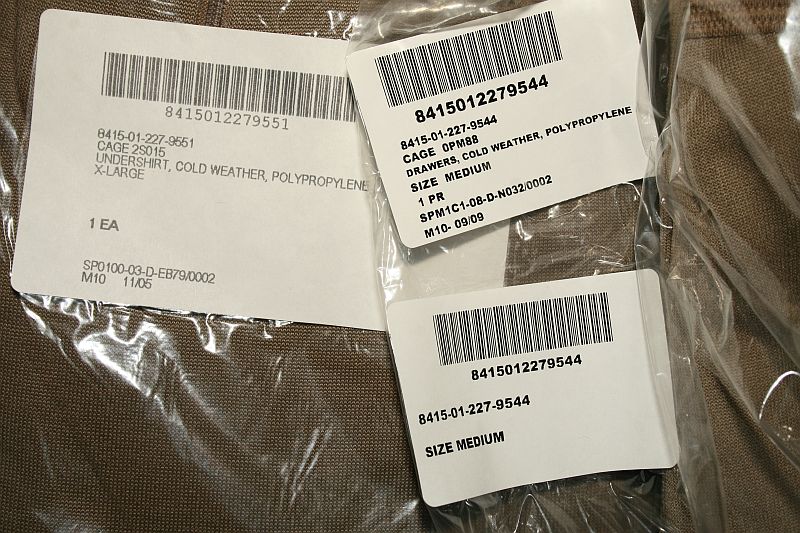 8415012279551
8415-01-227-9551
CAGE 2S015
UNDERSHIRT, COLD WEATHER, POLYPROPYLENE
X-LARGE
1 EA
SP0100-03-D-EB79/0002
M10 11/05
8415012279544
8415-01-227-9544
CAGE 0PM88
DRAWERS, COLD WEATHER, POLYPROPYLENE
SIZE MEDIUM
1 PR
SPM1C1-08-D-N032/0002
M10- 09/09
8415012279544
8415-01-227-9544
SIZE MEDIUM